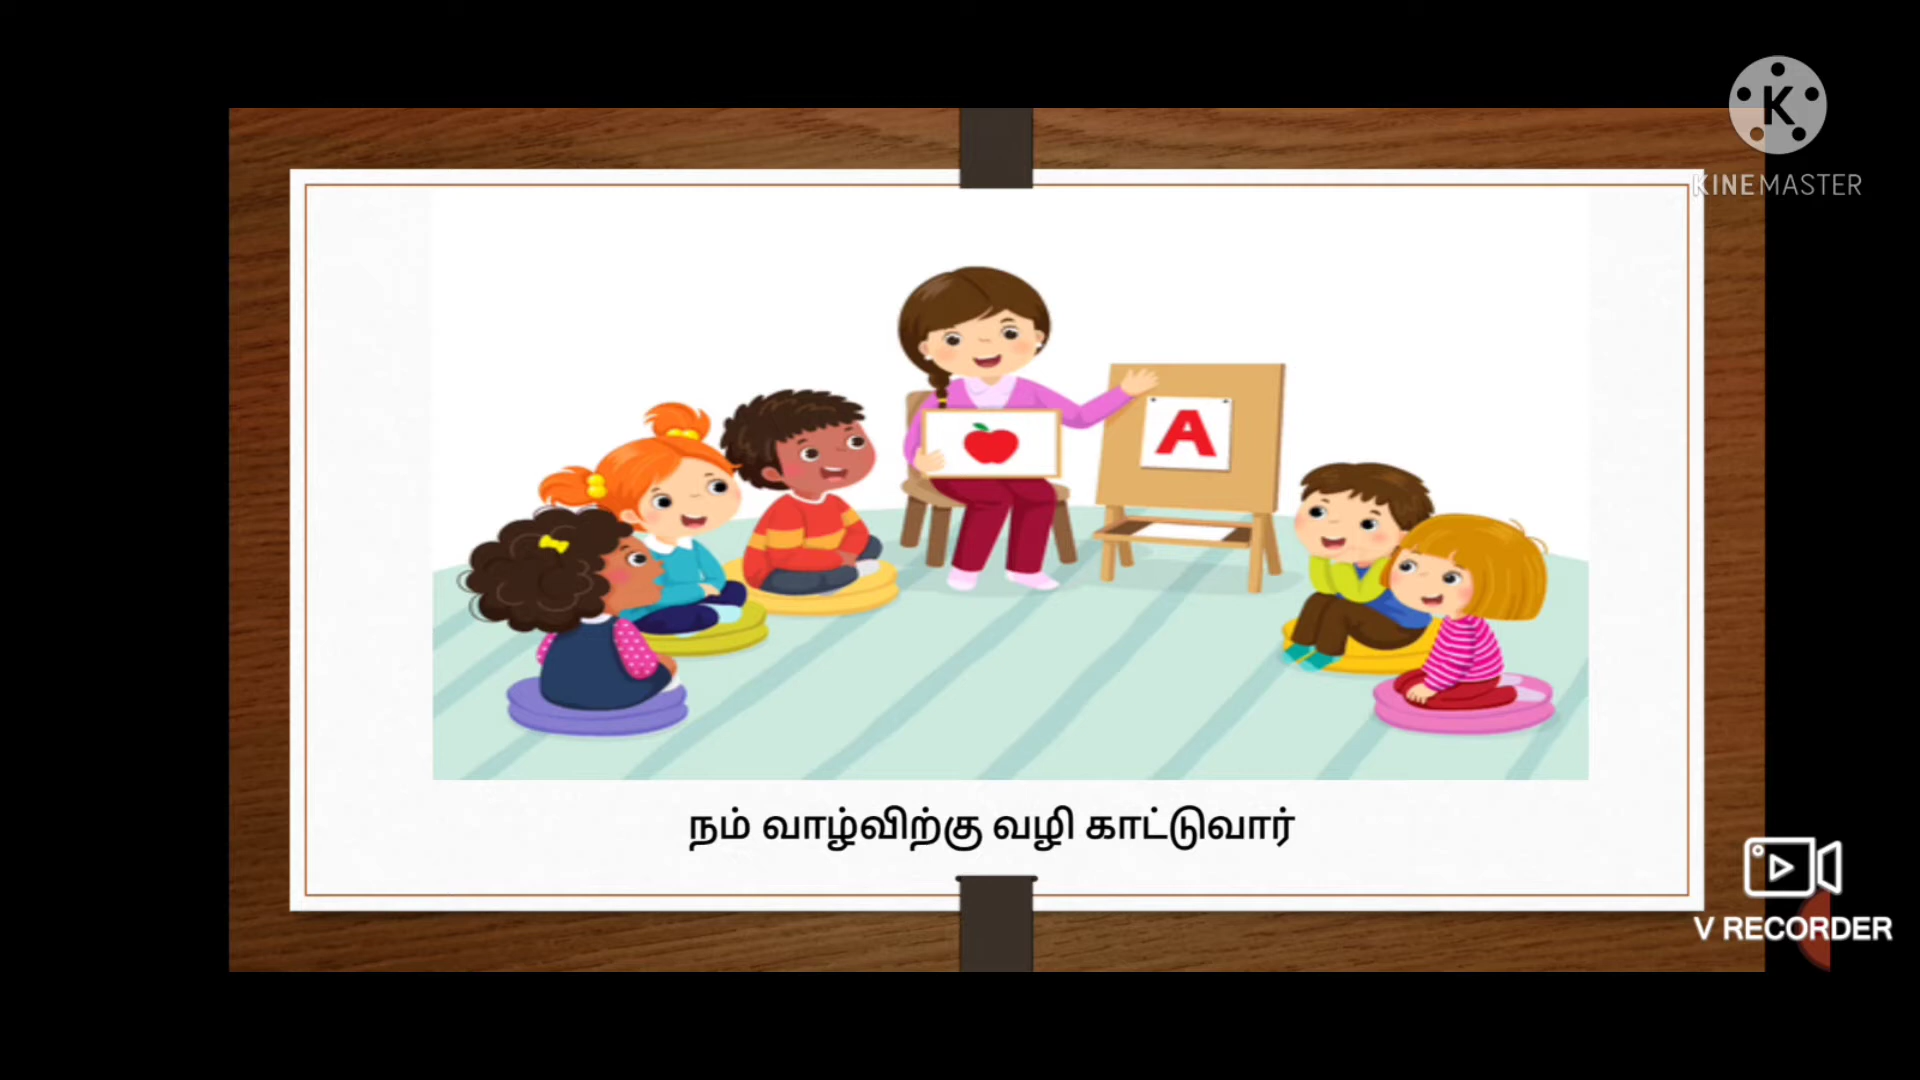 K
KINEMASTER
A
நம் வாழ்விற்கு வழி காட்டுவார்
V RECORDER